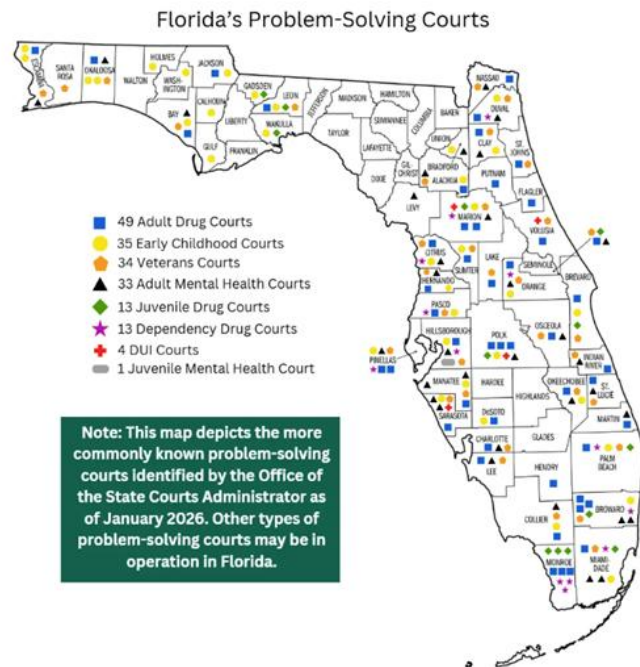 Florida's Problem-Solving Courts
ESCAMBIA
SANTA
ROSA
OKALOOSA
WALTON
HOLMES
WASH-
INGTON
JACKSON
BAY
CALHOUN
GULF
GADSDEN
LIBERTY
FRANKLIN
LEON
WAKULLA
JEFFERSON
MADISON
TAYLOR
HAMILTON
SUWANNEE
LAFAYETTE
DIXIE
COLUMBIA
GIL-
CHRIST
LEVY
BAKER
UNION
BRADFORD
ALACHUA
NASSAU
DUVAL
CLAY
ST.
JOHNS
PUTNAM
FLAGLER
MARION
VOLUSIA
CITRUS
SUMTER
LAKE
SEMINOLE
ORANGE
BREVARD
HERNANDO
PASCO
HILLSBOROUGH
PINELLAS
POLK
OSCEOLA
INDIAN
RIVER
MANATEE
HARDEE
HIGHLANDS
OKEECHOBEE
ST.
LUCIE
SARASOTA
DESOTO
MARTIN
CHARLOTTE
GLADES
LEE
HENDRY
PALM
BEACH
COLLIER
BROWARD
MONROE
MIAMI-
DADE
49 Adult Drug Courts
35 Early Childhood Courts
34 Veterans Courts
33 Adult Mental Health Courts
13 Juvenile Drug Courts
13 Dependency Drug Courts
4 DUI Courts
1 Juvenile Mental Health Court
Note: This map depicts the more
commonly known problem-solving
courts identified by the Office of
the State Courts Administrator as
of January 2026. Other types of
problem-solving courts may be in
operation in Florida.